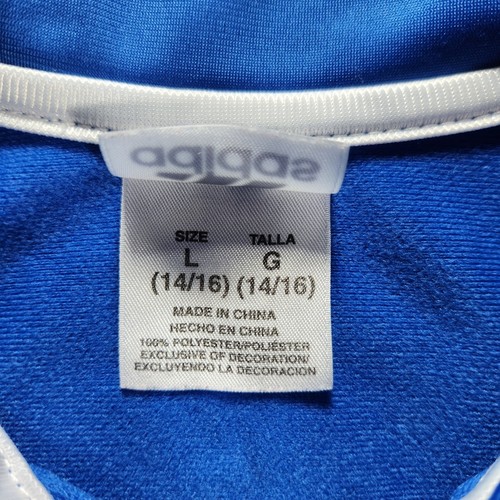 adidas
SIZE TALLA
L G
(14/16) (14/16)
MADE IN CHINA
HECHO EN CHINA
100% POLYESTER/POLIÉSTER
EXCLUSIVE OF DECORATION/
EXCLUYENDO LA DECORACION